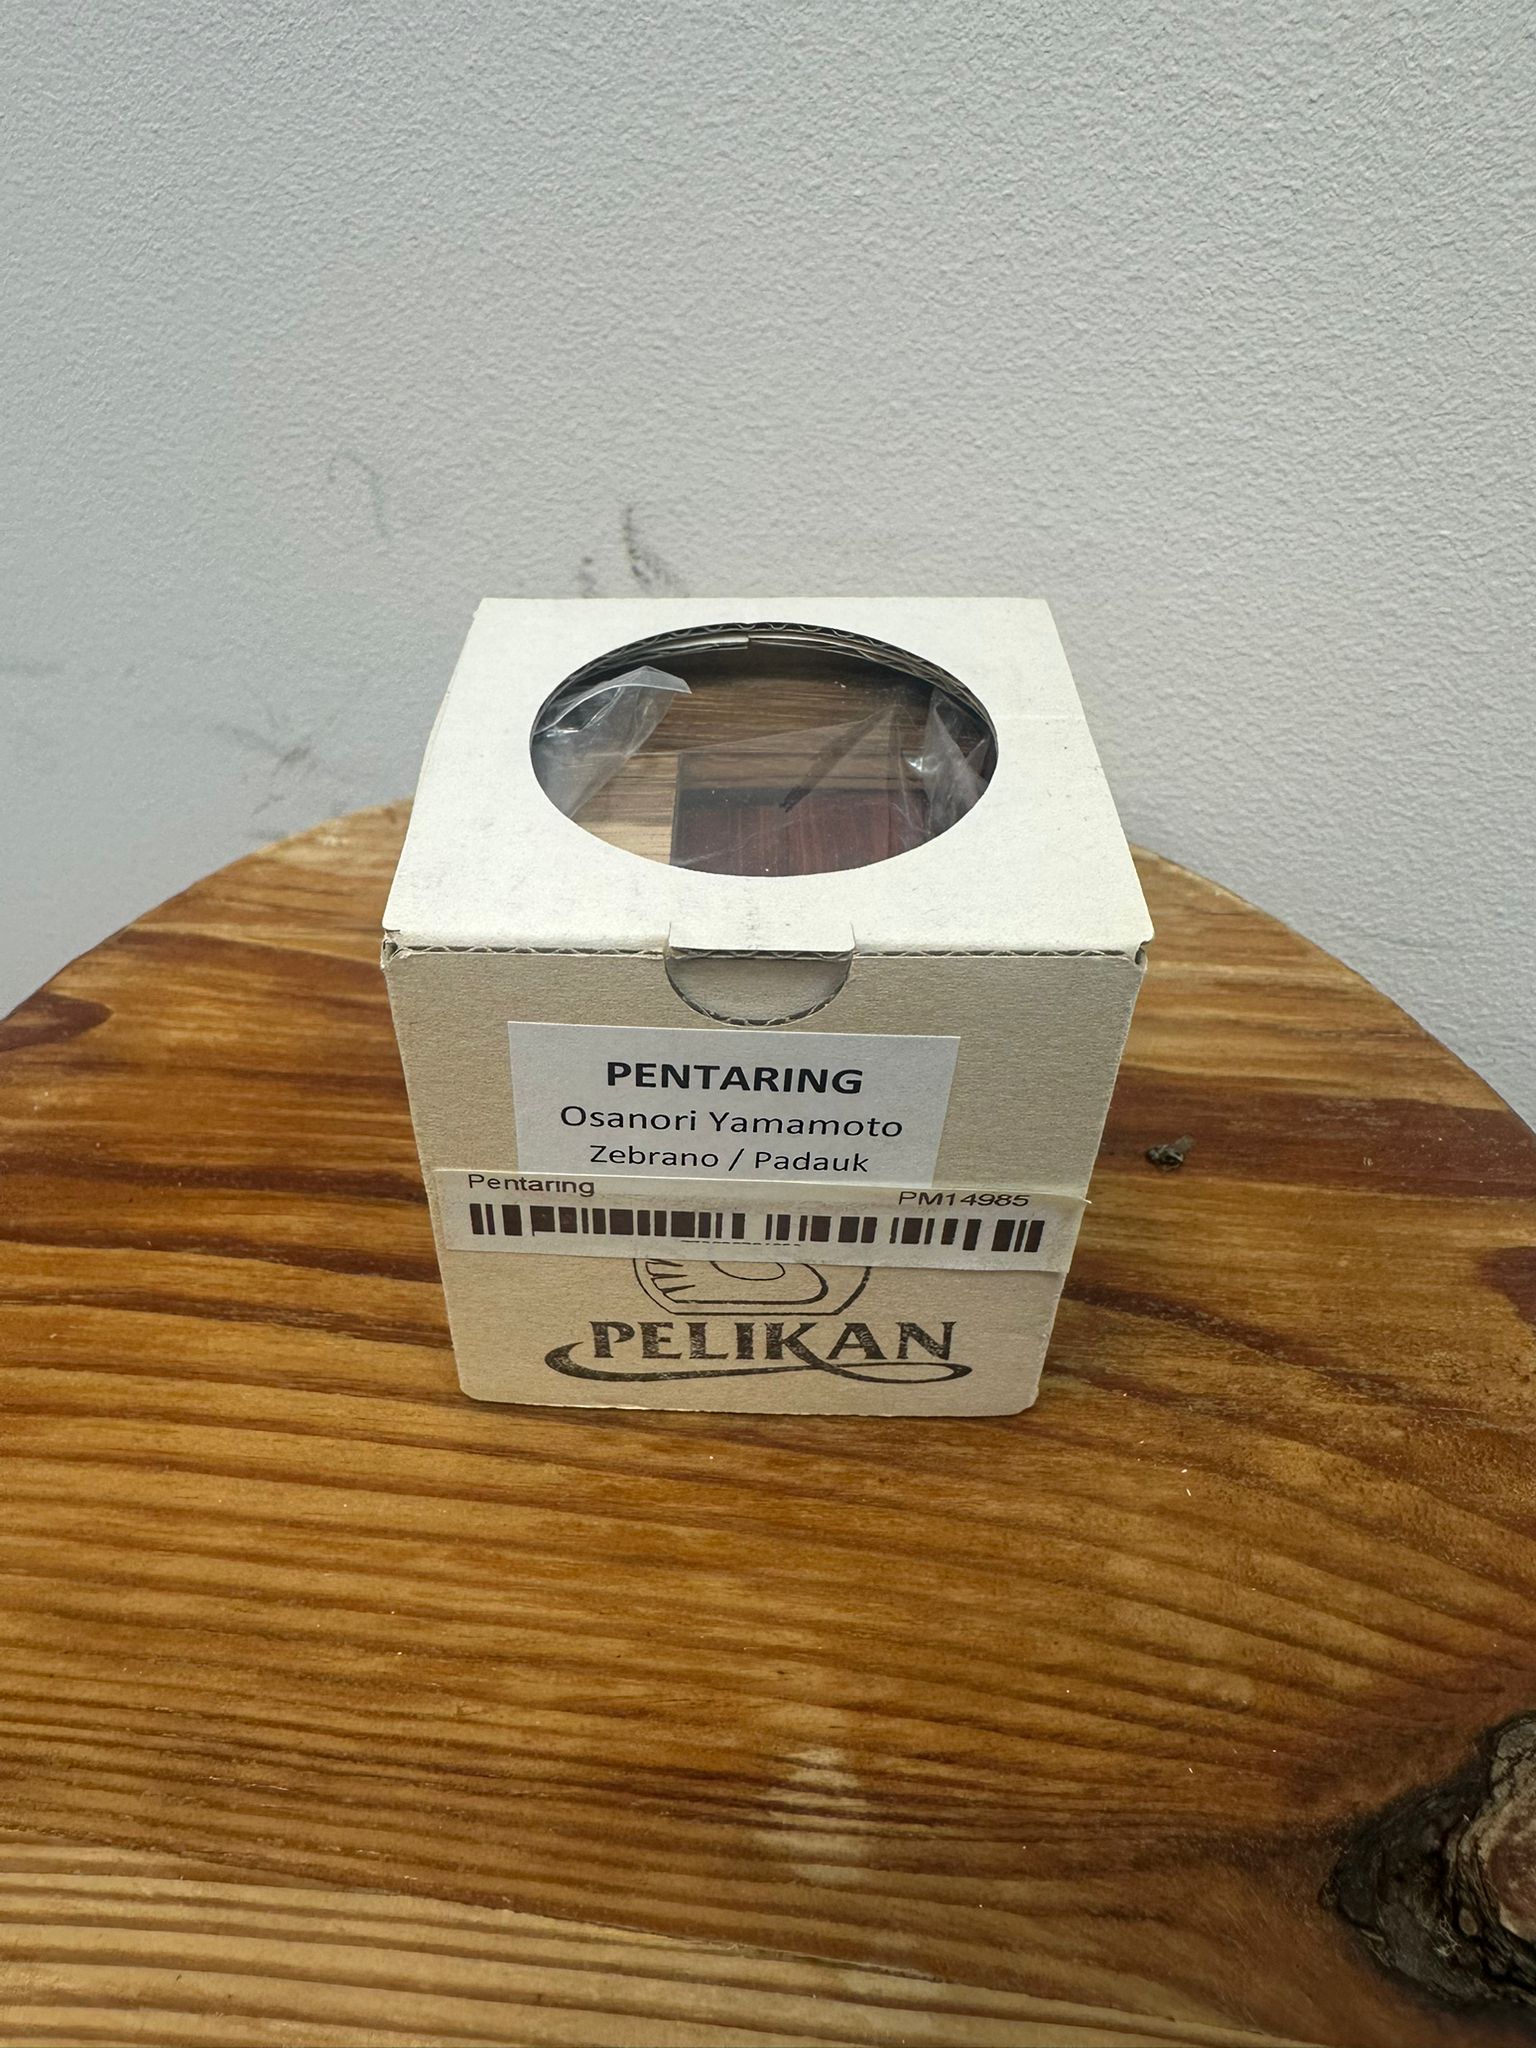 PENTARING
Osanori Yamamoto
Zebrano / Padauk
Pentaring PM14985
PELIKAN